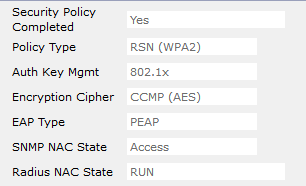 Security Policy
Completed Yes
Policy Type RSN (WPA2)
Auth Key Mgmt 802.1x
Encryption Cipher CCMP (AES)
EAP Type PEAP
SNMP NAC State Access
Radius NAC State RUN